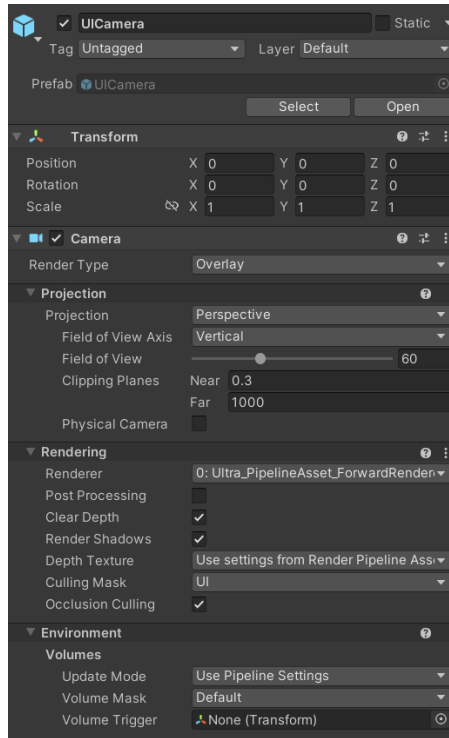 UICamera Static
Tag Untagged Layer Default
Prefab UICamera
Select Open
Transform
Position X 0 Y 0 Z 0
Rotation X 0 Y 0 Z 0
Scale X 1 Y 1 Z 1
Camera
Render Type Overlay
Projection
Projection Perspective
Field of View Axis Vertical
Field of View 60
Clipping Planes Near 0.3
Far 1000
Physical Camera
Rendering
Renderer 0: Ultra_PipelineAsset_ForwardRender
Post Processing
Clear Depth
Render Shadows
Depth Texture Use settings from Render Pipeline Ass
Culling Mask UI
Occlusion Culling
Environment
Volumes
Update Mode Use Pipeline Settings
Volume Mask Default
Volume Trigger None (Transform)